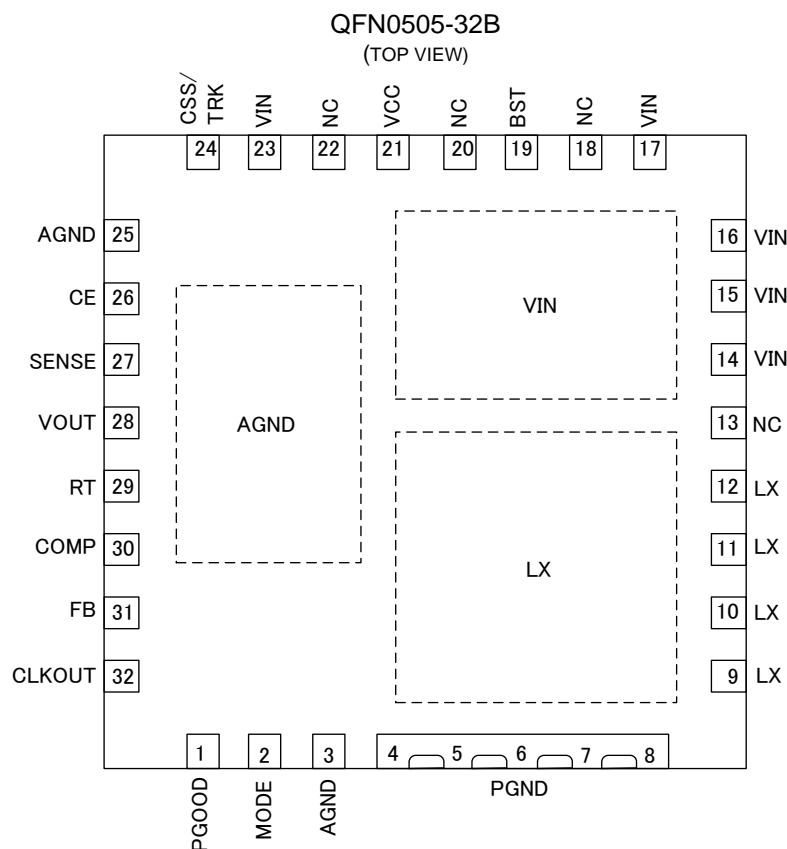 QFN0505-32B
(TOP VIEW)
CSS/
TRK
VIN
NC
VCC
NC
BST
NC
VIN
24
23
22
21
20
19
18
17
AGND 25
16 VIN
CE 26
15 VIN
VIN
SENSE 27
14 VIN
VOUT 28
AGND
13 NC
RT 29
12 LX
COMP 30
11 LX
LX
FB 31
10 LX
CLKOUT 32
9 LX
1
2
3
4
5
6
7
8
PGOOD
MODE
AGND
PGND